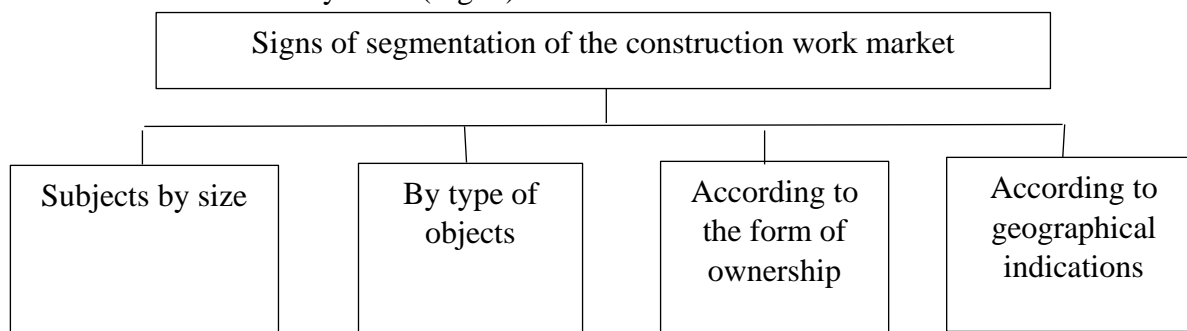 Signs of segmentation of the construction work market
Subjects by size
By type of
objects
According to
the form of
ownership
According to
geographical
indications